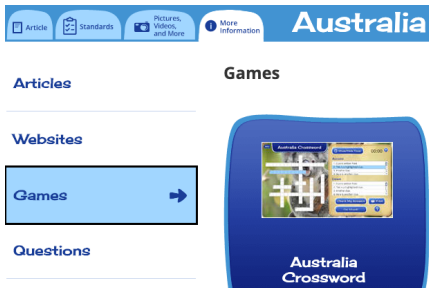 Article
Standards
Pictures,
Videos,
and More
More
Information
Australia
Articles
Websites
Games
Questions
Games
Australia Crossword
Australia
Crossword